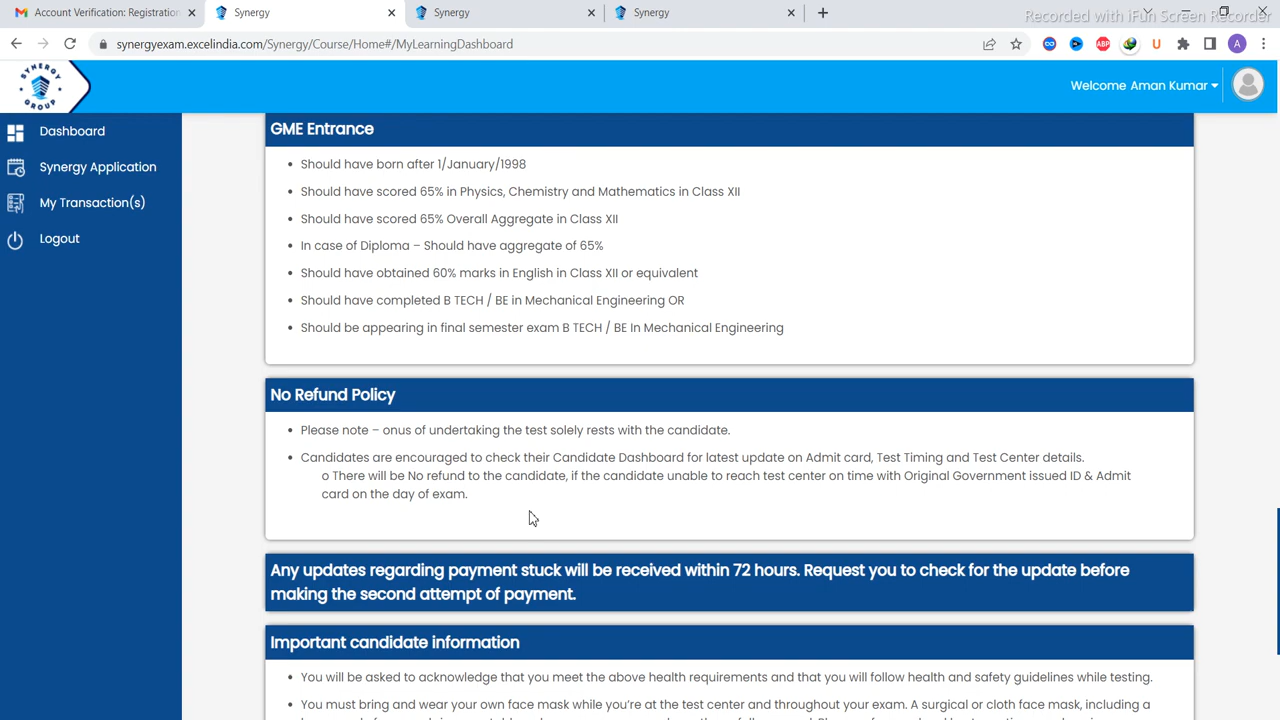 Account Verification: Registration
Synergy
Synergy
Synergy
Recorded with iFun Screen Recorder
synergyexam.excelindia.com/Synergy/Course/Home#/MyLearningDashboard
ABP
U
A
SYNERGY
GROUP
Welcome Aman Kumar
Dashboard
Synergy Application
My Transaction(s)
Logout
GME Entrance
• Should have born after 1/January/1998
• Should have scored 65% in Physics, Chemistry and Mathematics in Class XII
• Should have scored 65% Overall Aggregate in Class XII
• In case of Diploma – Should have aggregate of 65%
• Should have obtained 60% marks in English in Class XII or equivalent
• Should have completed B TECH / BE in Mechanical Engineering OR
• Should be appearing in final semester exam B TECH / BE In Mechanical Engineering
No Refund Policy
• Please note – onus of undertaking the test solely rests with the candidate.
• Candidates are encouraged to check their Candidate Dashboard for latest update on Admit card, Test Timing and Test Center details.
o There will be No refund to the candidate, if the candidate unable to reach test center on time with Original Government issued ID & Admit
card on the day of exam.
Any updates regarding payment stuck will be received within 72 hours. Request you to check for the update before
making the second attempt of payment.
Important candidate information
• You will be asked to acknowledge that you meet the above health requirements and that you will follow health and safety guidelines while testing.
• You must bring and wear your own face mask while you're at the test center and throughout your exam. A surgical or cloth face mask, including a